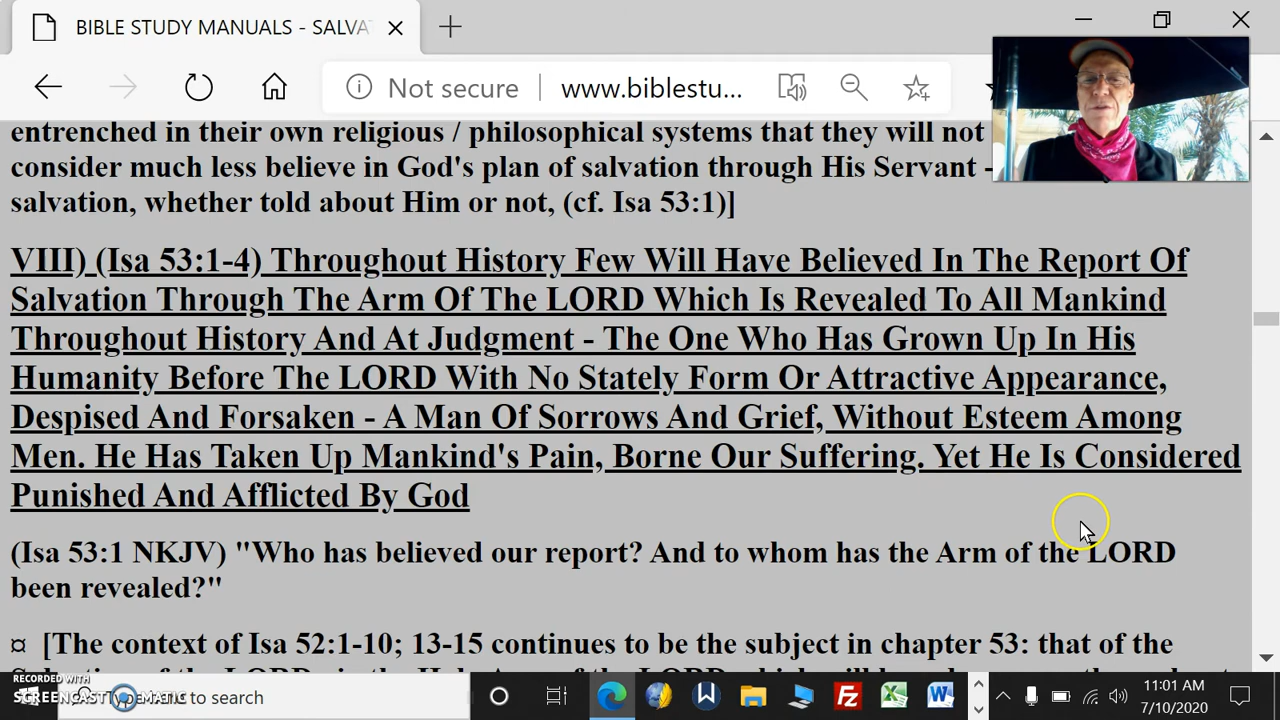 BIBLE STUDY MANUALS - SALVA
Not secure
www.biblestu...
entrenched in their own religious / philosophical systems that they will not
consider much less believe in God's plan of salvation through His Servant -
salvation, whether told about Him or not, (cf. Isa 53:1)]
VIII) (Isa 53:1-4) Throughout History Few Will Have Believed In The Report Of
Salvation Through The Arm Of The LORD Which Is Revealed To All Mankind
Throughout History And At Judgment - The One Who Has Grown Up In His
Humanity Before The LORD With No Stately Form Or Attractive Appearance,
Despised And Forsaken - A Man Of Sorrows And Grief, Without Esteem Among
Men. He Has Taken Up Mankind's Pain, Borne Our Suffering. Yet He Is Considered
Punished And Afflicted By God
(Isa 53:1 NKJV) "Who has believed our report? And to whom has the Arm of the LORD
been revealed?"
¤ [The context of Isa 52:1-10; 13-15 continues to be the subject in chapter 53: that of the
RECORDED WITH
SCREENCAST MATIC
to search
11:01 AM
7/10/2020